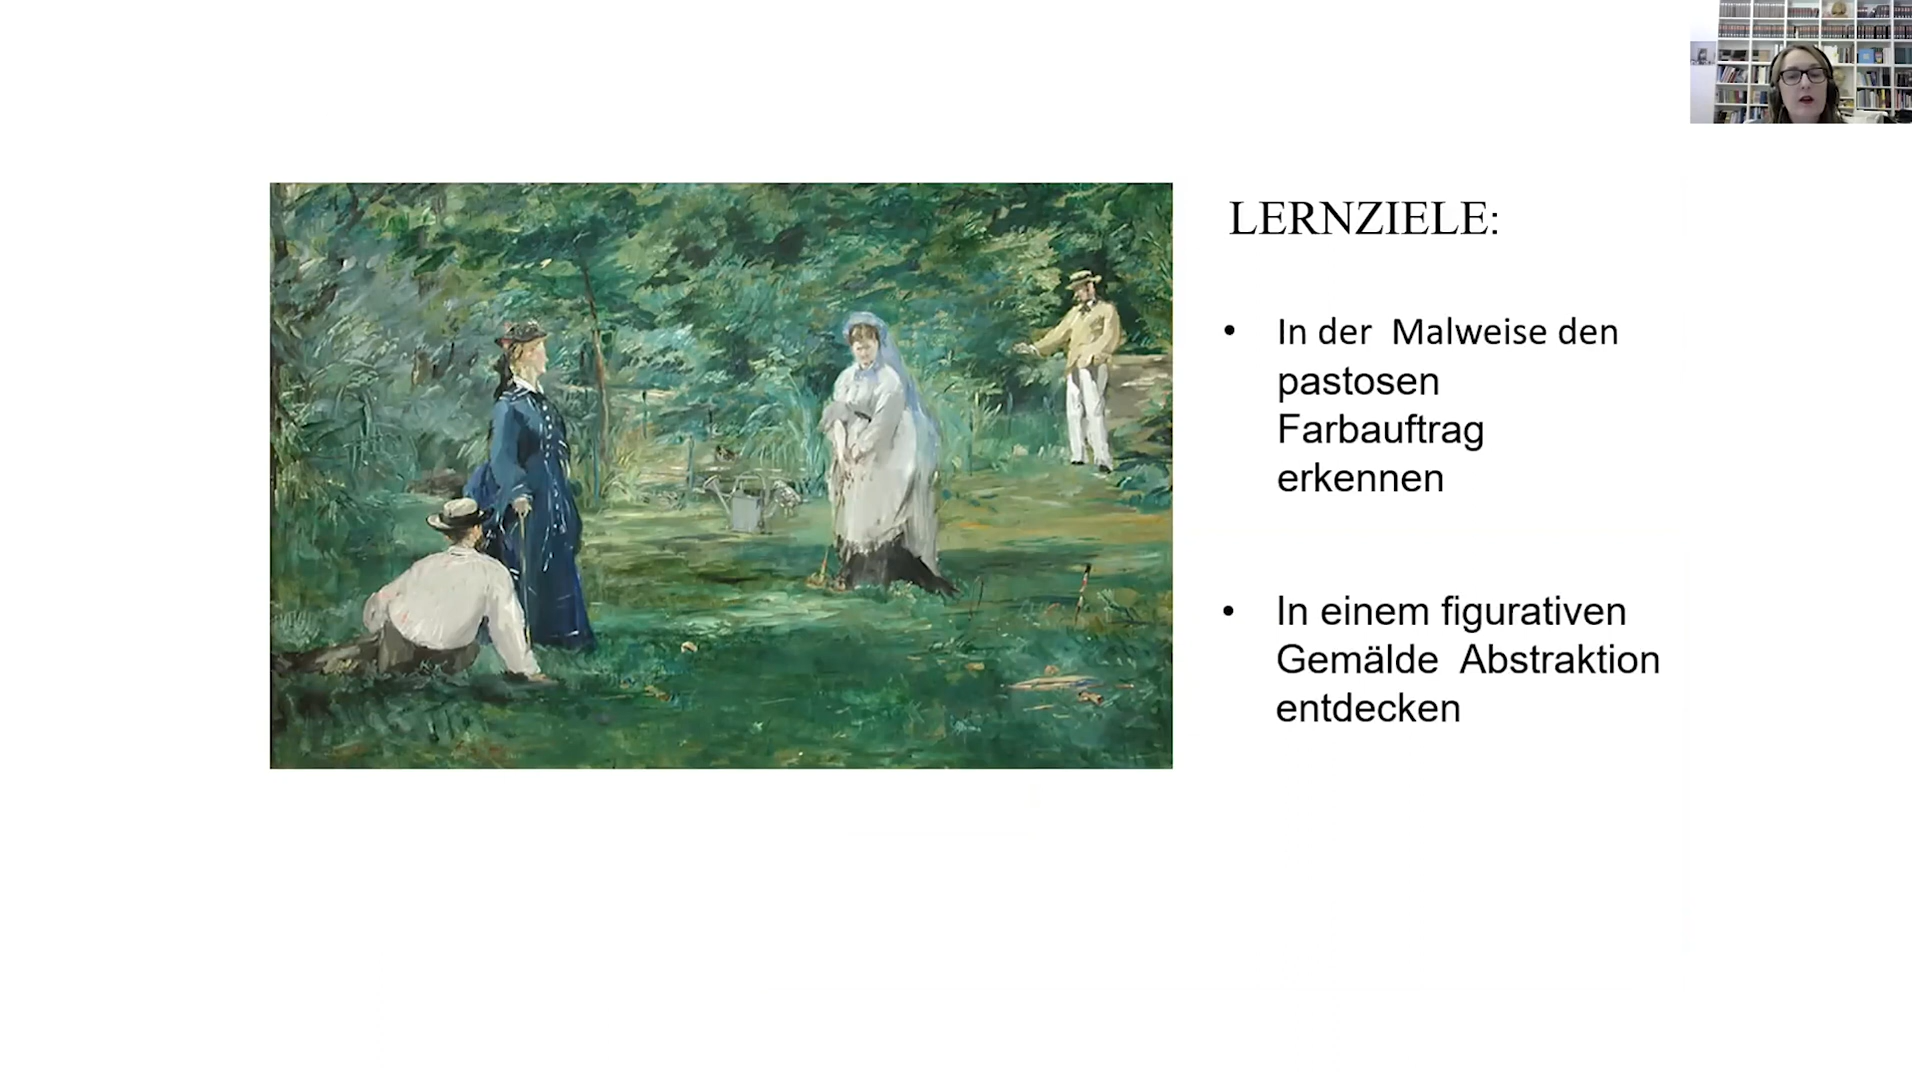 LERNZIELE:
• In der Malweise den
pastosen
Farbauftrag
erkennen
• In einem figurativen
Gemälde Abstraktion
entdecken